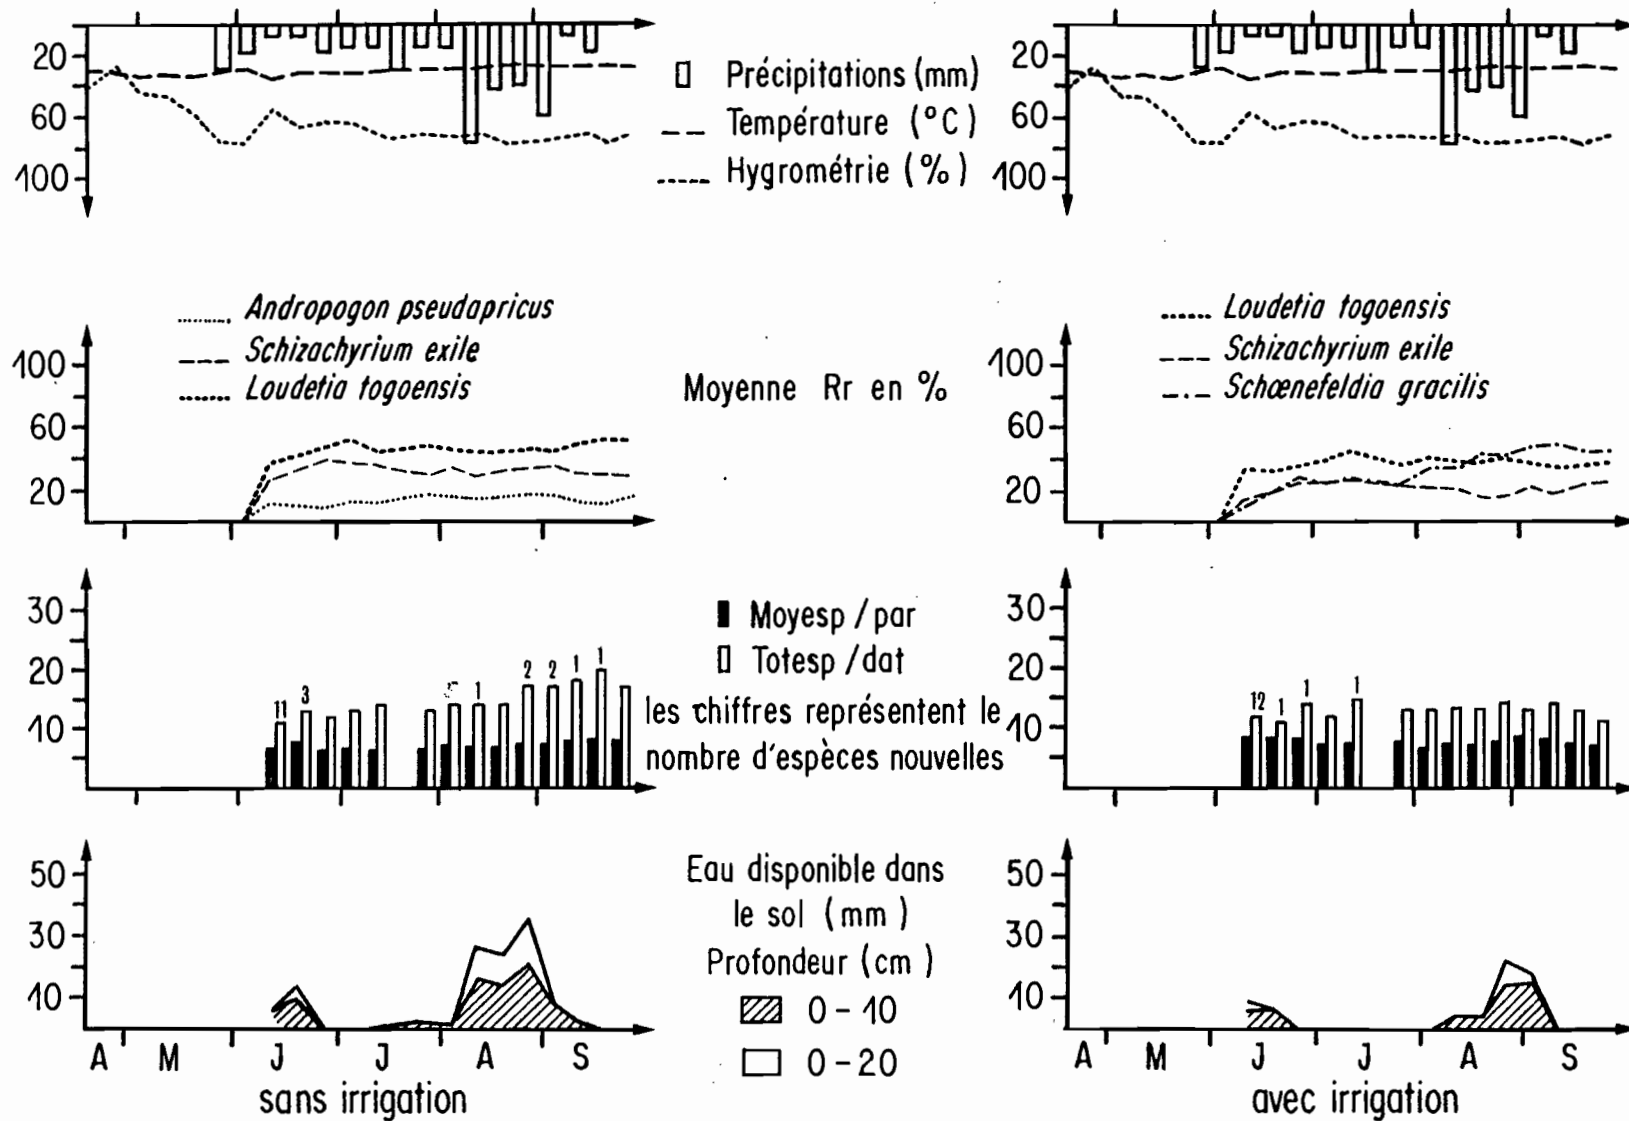 20
60
100
Précipitations (mm)
Température (°C)
Hygrométrie (%)
20
60
100
Andropogon pseudapricus
Schizachyrium exile
Loudetia togoensis
100
60
20
Moyenne Rr en %
Loudetia togoensis
Schizachyrium exile
Schœnefeldia gracilis
100
60
20
30
20
10
11 3 1 2 2 1 1
Moyesp / par
Totesp / dat
les chiffres représentent le
nombre d'espèces nouvelles
30
20
10
12 1 1 1
50
30
10
A M J J A S
sans irrigation
Eau disponible dans
le sol (mm)
Profondeur (cm)
0 - 10
0 - 20
50
30
10
A M J J A S
avec irrigation